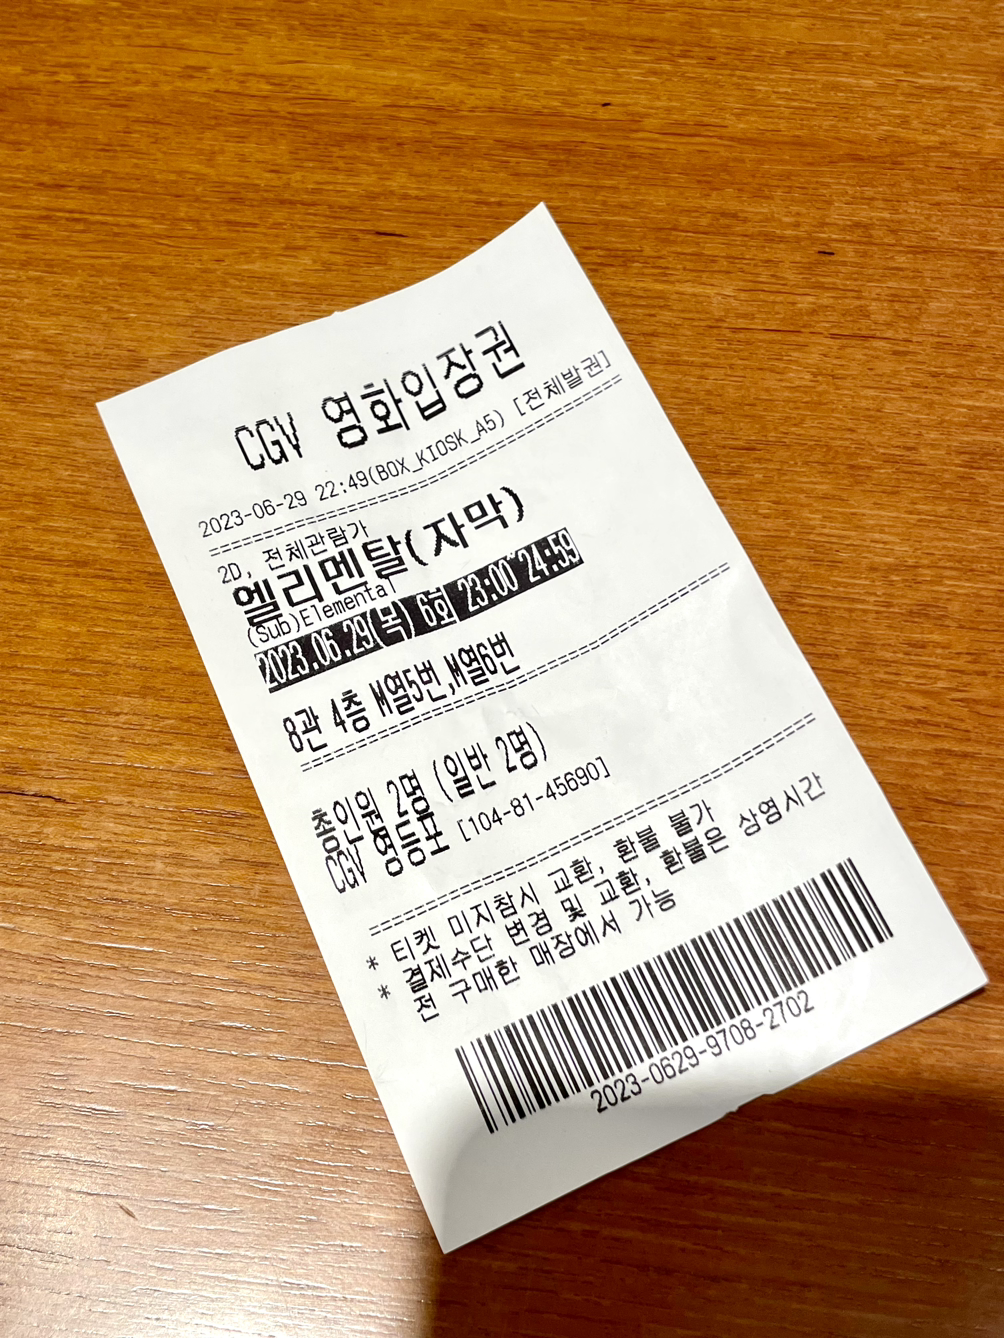 CGV 영화입장권
2023-06-29 22:49(BOX_KIOSK_A5) [전체발권]
2D, 전체관람가
엘리멘탈(자막)
(Sub)Elemental
2023.06.29(목) 6회 23:00~24:59
8관 4층 M열5번,M열6번
총인원 2명 (일반 2명)
CGV 영등포 [104-81-45690]
* 티켓 미지참시 교환, 환불 불가
* 결제수단 변경 및 교환, 환불은 상영시간
전 구매한 매장에서 가능
2023-0629-9708-2702